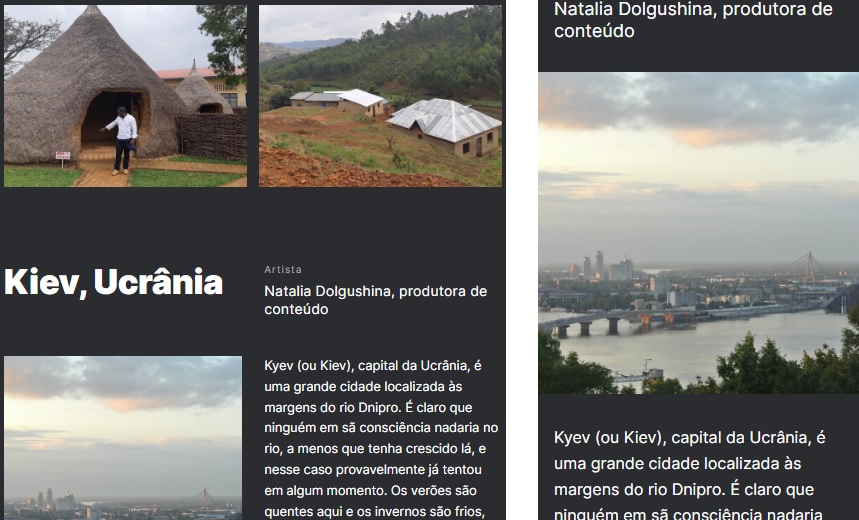 Kiev, Ucrânia
Artista
Natalia Dolgushina, produtora de
conteúdo
Kyev (ou Kiev), capital da Ucrânia, é
uma grande cidade localizada às
margens do rio Dnipro. É claro que
ninguém em sã consciência nadaria no
rio, a menos que tenha crescido lá, e
nesse caso provavelmente já tentou
em algum momento. Os verões são
quentes aqui e os invernos são frios,
Natalia Dolgushina, produtora de
conteúdo
Kyev (ou Kiev), capital da Ucrânia, é
uma grande cidade localizada às
margens do rio Dnipro. É claro que
ninguém em sã consciência nadaria